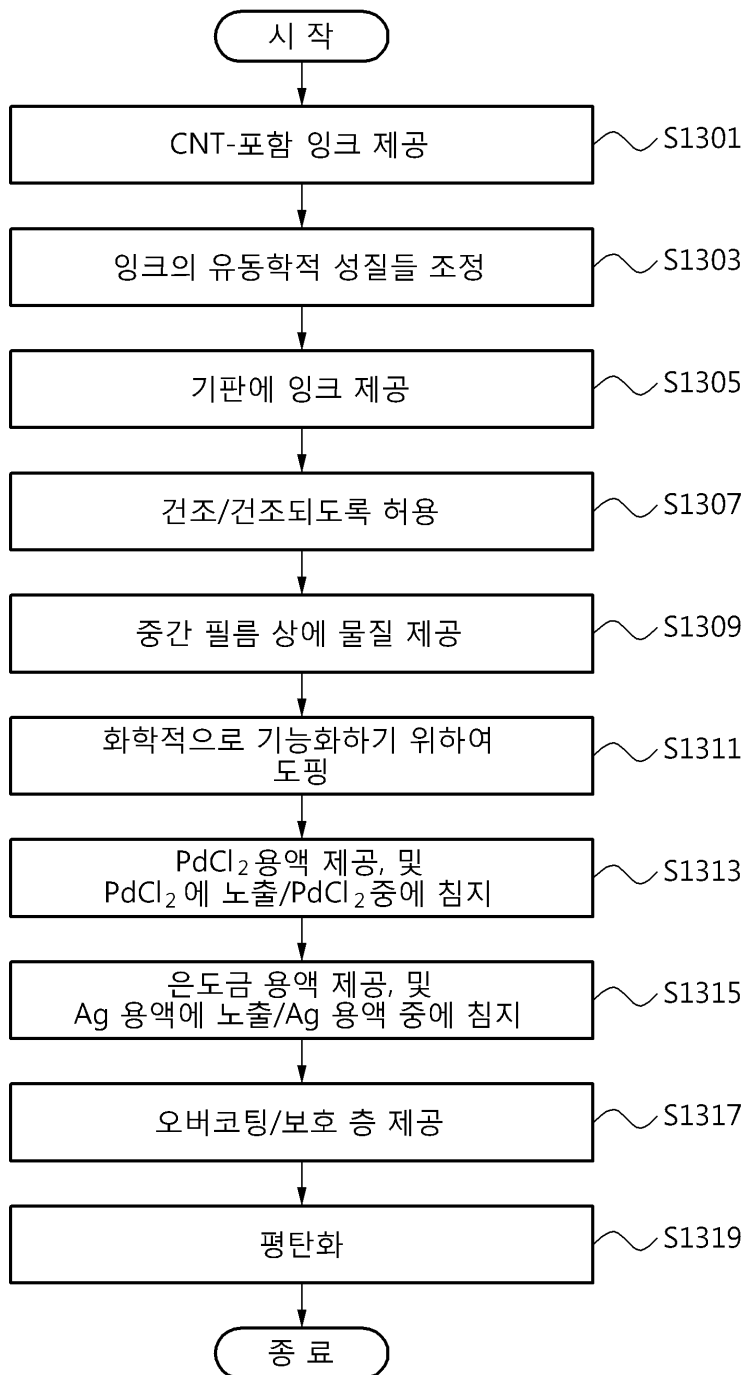 시 작
CNT-포함 잉크 제공
S1301
잉크의 유동학적 성질들 조정
S1303
기판에 잉크 제공
S1305
건조/건조되도록 허용
S1307
중간 필름 상에 물질 제공
S1309
화학적으로 기능화하기 위하여
도핑
S1311
PdCl₂ 용액 제공, 및
PdCl₂ 에 노출/PdCl₂ 중에 침지
S1313
은도금 용액 제공, 및
Ag 용액에 노출/Ag 용액 중에 침지
S1315
오버코팅/보호 층 제공
S1317
평탄화
S1319
종 료